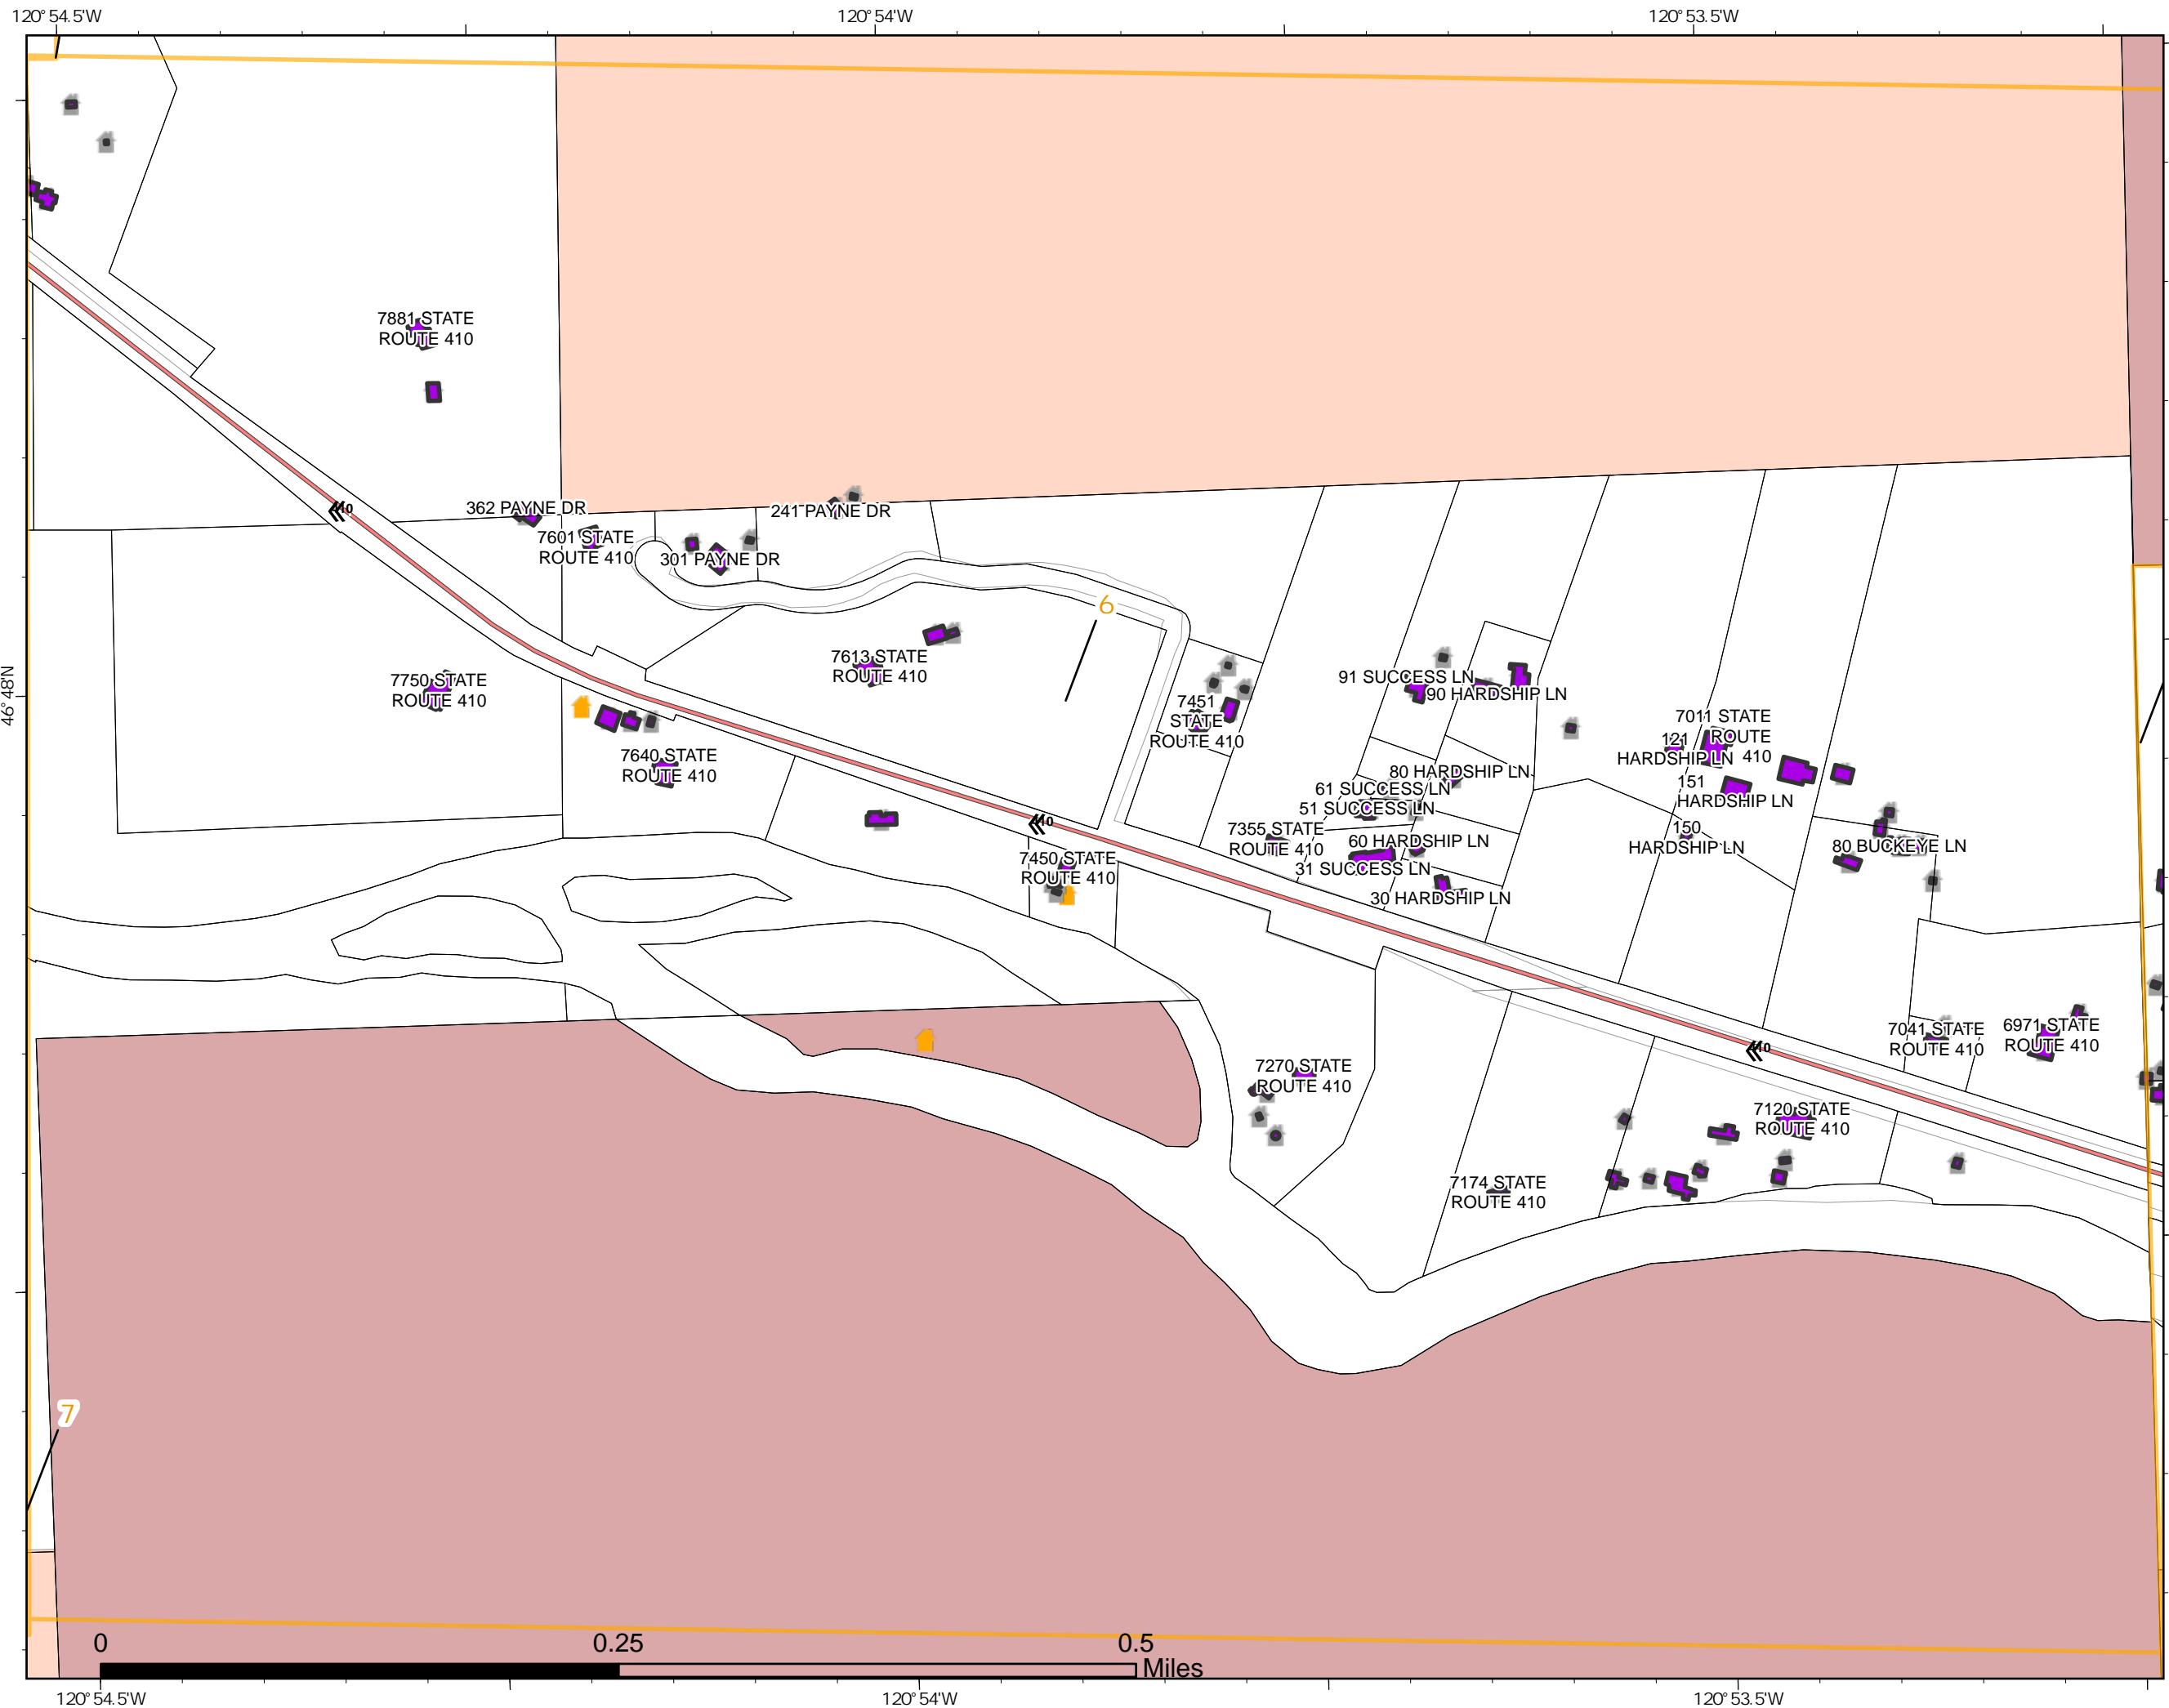 120°54.5'W
120°54'W
120°53.5'W
7881 STATE
ROUTE 410
362 PAYNE DR
241 PAYNE DR
7601 STATE
ROUTE 410
301 PAYNE DR
6
7613 STATE
ROUTE 410
7750 STATE
ROUTE 410
46°48'N
91 SUCCESS LN
90 HARDSHIP LN
7451
STATE
ROUTE 410
7011 STATE
ROUTE
410
121
HARDSHIP LN
7640 STATE
ROUTE 410
80 HARDSHIP LN
61 SUCCESS LN
151
HARDSHIP LN
51 SUCCESS LN
7355 STATE
ROUTE 410
60 HARDSHIP LN
150
HARDSHIP LN
80 BUCKEYE LN
7450 STATE
ROUTE 410
31 SUCCESS LN
30 HARDSHIP LN
7041 STATE
ROUTE 410
6971 STATE
ROUTE 410
7270 STATE
ROUTE 410
7120 STATE
ROUTE 410
7174 STATE
ROUTE 410
7
0
0.25
0.5
Miles
120°54.5'W
120°54'W
120°53.5'W